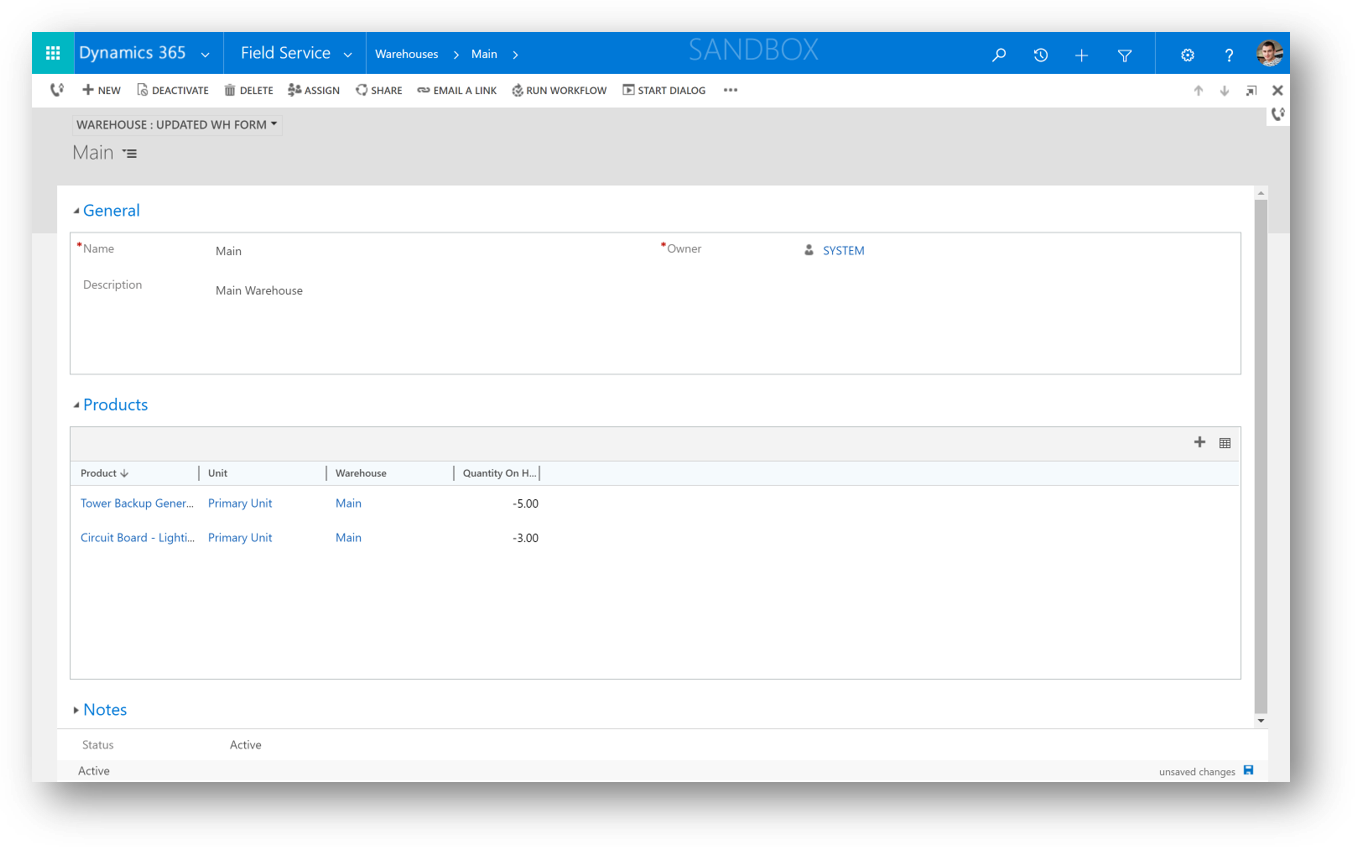 Dynamics 365 Field Service Warehouses > Main > SANDBOX ?
NEW DEACTIVATE DELETE ASSIGN SHARE EMAIL A LINK RUN WORKFLOW START DIALOG •••
WAREHOUSE : UPDATED WH FORM
Main
General
*Name Main *Owner SYSTEM
Description Main Warehouse
Products
Product Unit Warehouse Quantity On H...
Tower Backup Gener... Primary Unit Main -5.00
Circuit Board - Lighti... Primary Unit Main -3.00
Notes
Status Active
Active unsaved changes